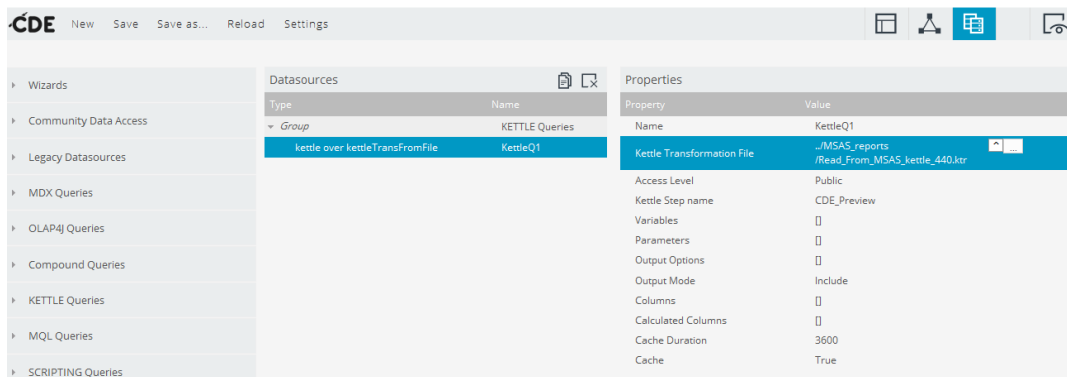 CDE New Save Save as... Reload Settings
Wizards
Community Data Access
Legacy Datasources
MDX Queries
OLAP4J Queries
Compound Queries
KETTLE Queries
MQL Queries
SCRIPTING Queries
Datasources
Type Name
Group KETTLE Queries
kettle over kettleTransFromFile KettleQ1
Properties
Property Value
Name KettleQ1
Kettle Transformation File ../MSAS_reports ^ ...
/Read_From_MSAS_kettle_440.ktr
Access Level Public
Kettle Step name CDE_Preview
Variables []
Parameters []
Output Options []
Output Mode Include
Columns []
Calculated Columns []
Cache Duration 3600
Cache True